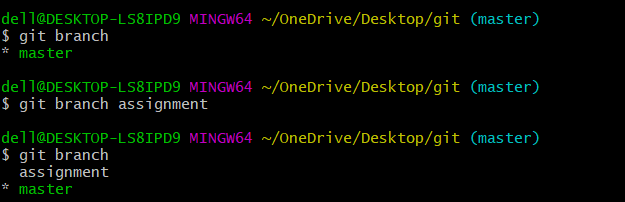 dell@DESKTOP-LS8IPD9 MINGW64 ~/OneDrive/Desktop/git (master)
$ git branch
* master
dell@DESKTOP-LS8IPD9 MINGW64 ~/OneDrive/Desktop/git (master)
$ git branch assignment
dell@DESKTOP-LS8IPD9 MINGW64 ~/OneDrive/Desktop/git (master)
$ git branch
  assignment
* master